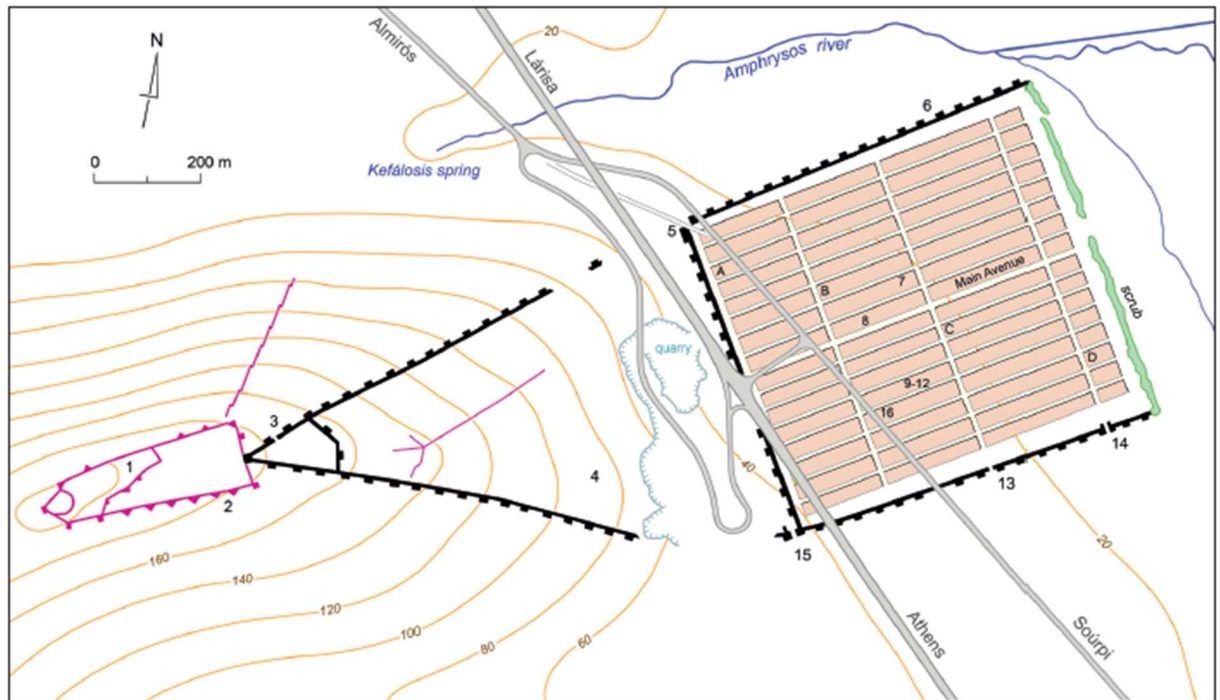 N
0 200 m
Almirós
Lárisa
20
Amphrysos river
Kefálosis spring
6
5
A
B
7
Main Avenue
8
C
scrub
quarry
D
9-12
16
3
1
2
4
40
14
13
15
20
160
140
120
100
80
60
Athens
Soúrpi